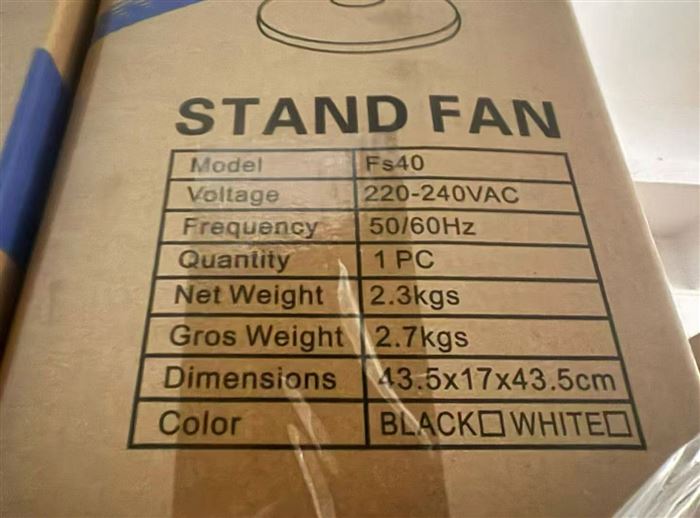 STAND FAN
Model Fs40
Voltage 220-240VAC
Frequency 50/60Hz
Quantity 1 PC
Net Weight 2.3kgs
Gros Weight 2.7kgs
Dimensions 43.5x17x43.5cm
Color BLACK□ WHITE□